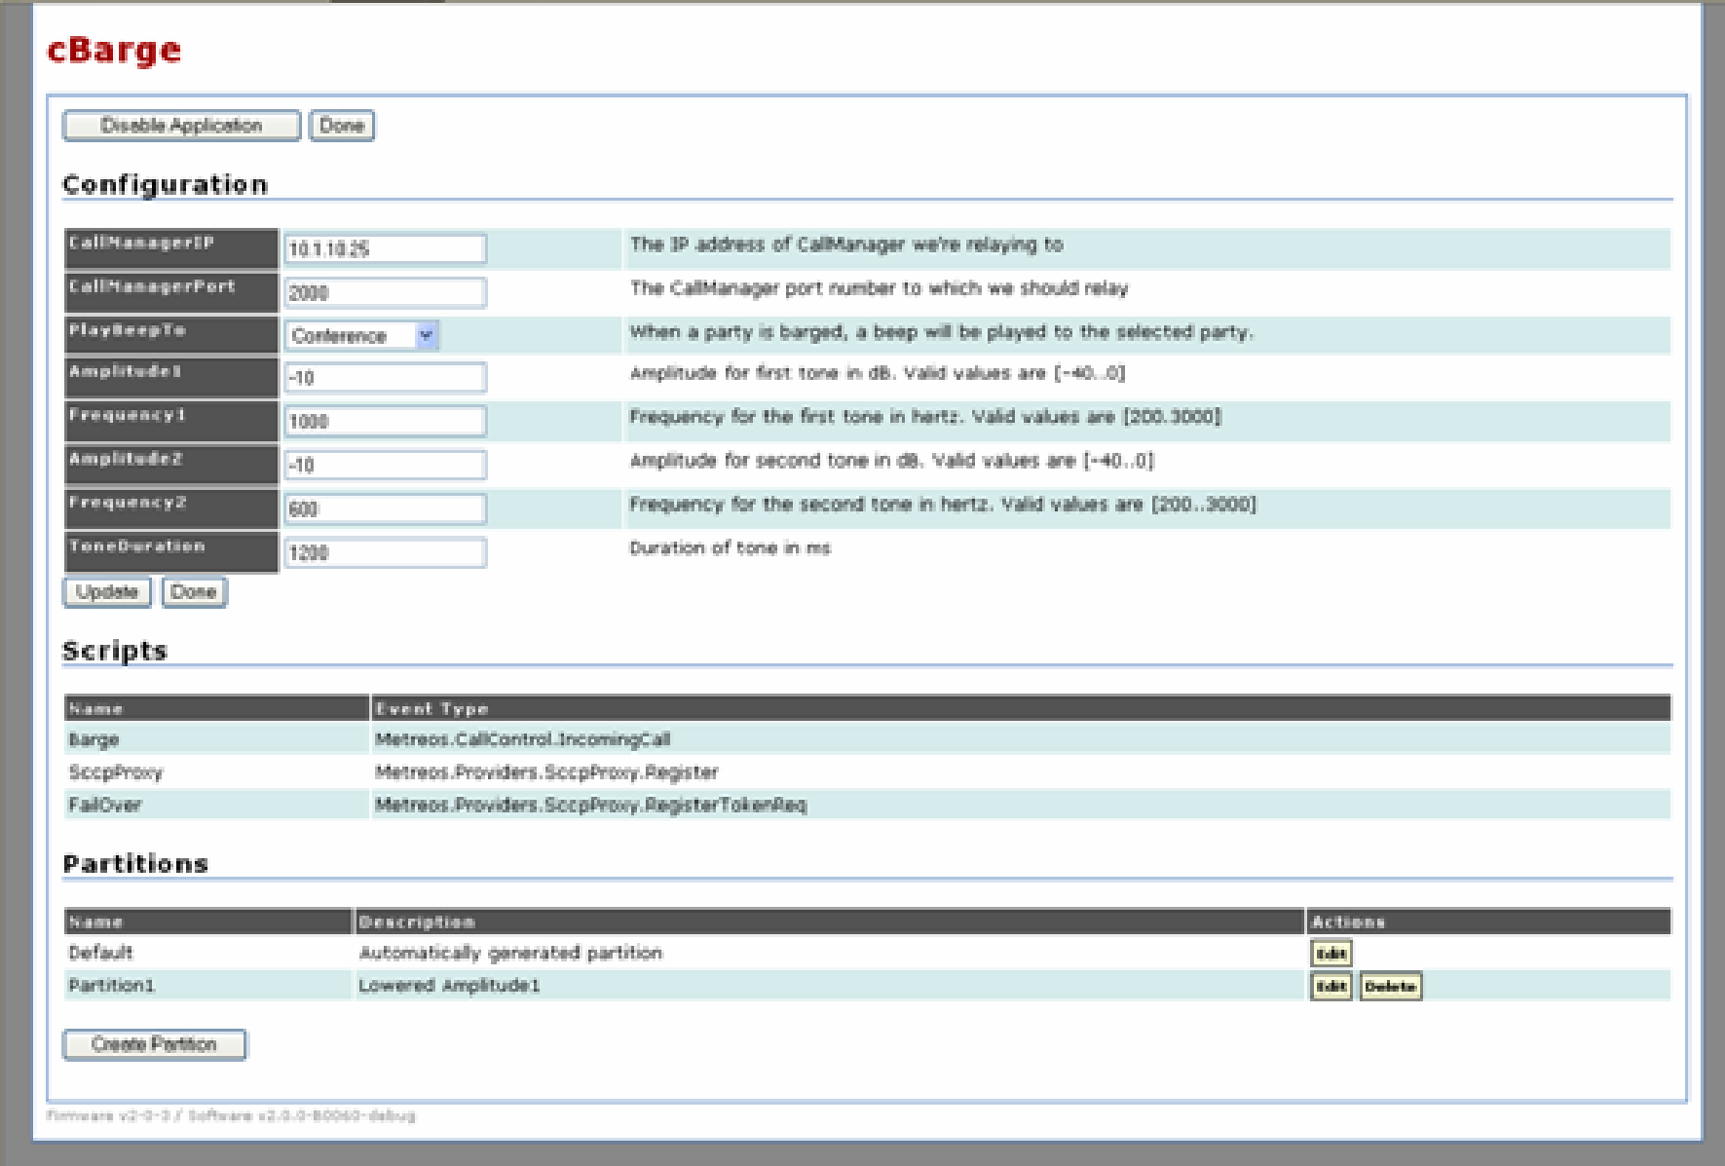 cBarge
Disable Application Done
Configuration
CallManagerIP 10.1.10.25 The IP address of CallManager we're relaying to
CallManagerPort 2000 The CallManager port number to which we should relay
PlayBeepTo Conference When a party is barged, a beep will be played to the selected party.
Amplitude1 -10 Amplitude for first tone in dB. Valid values are [-40..0]
Frequency1 1000 Frequency for the first tone in hertz. Valid values are [200.3000]
Amplitude2 -10 Amplitude for second tone in dB. Valid values are [-40..0]
Frequency2 600 Frequency for the second tone in hertz. Valid values are [200..3000]
ToneDuration 1200 Duration of tone in ms
Update Done
Scripts
Name Event Type
Barge Metreos.CallControl.IncomingCall
SccpProxy Metreos.Providers.SccpProxy.Register
FailOver Metreos.Providers.SccpProxy.RegisterTokenReq
Partitions
Name Description Actions
Default Automatically generated partition Edit
Partition1 Lowered Amplitude1 Edit Delete
Create Partition
Firmware v2-0-3 / Software v2.0.0-B0060-debug